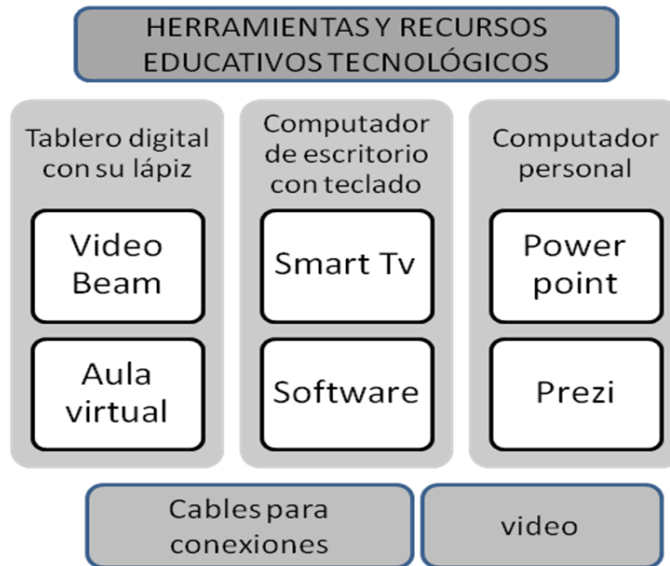 HERRAMIENTAS Y RECURSOS
EDUCATIVOS TECNOLÓGICOS
Tablero digital
con su lápiz
Video
Beam
Aula
virtual
Computador
de escritorio
con teclado
Smart Tv
Software
Computador
personal
Power
point
Prezi
Cables para
conexiones
video